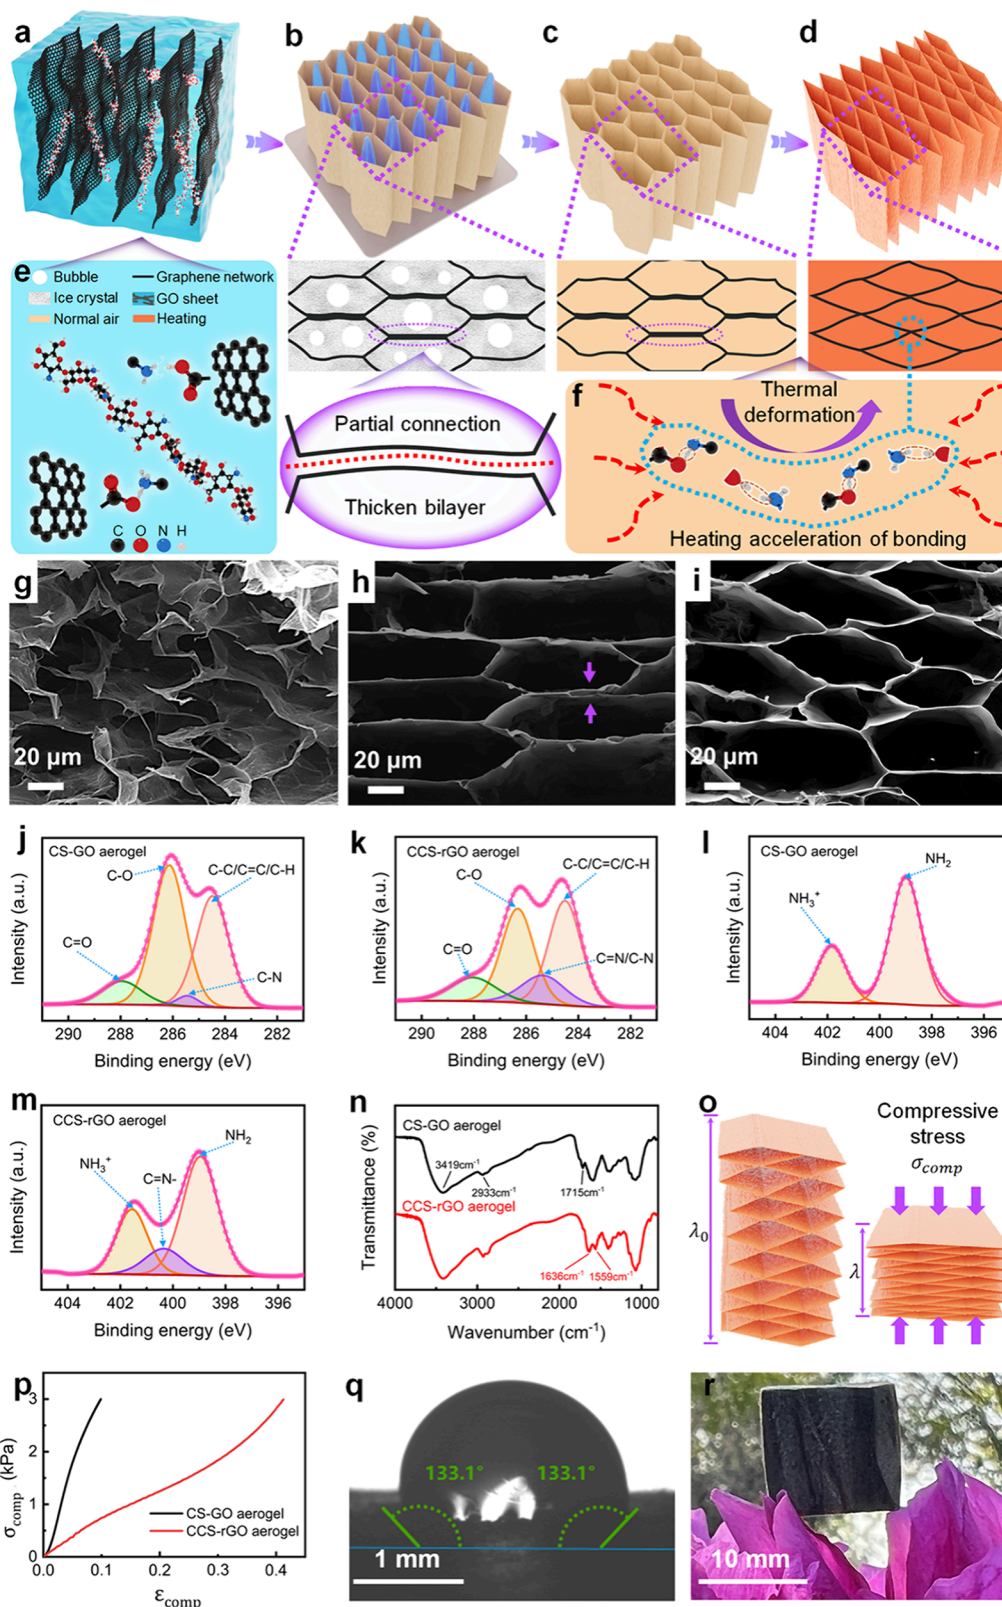 a
b
c
d
e
Bubble
Graphene network
Ice crystal
GO sheet
Normal air
Heating
C O N H
Partial connection
Thicken bilayer
f
Thermal
deformation
Heating acceleration of bonding
g
20 μm
h
20 μm
i
20 μm
j
CS-GO aerogel
C-O
C-C/C=C/C-H
C=O
C-N
Intensity (a.u.)
290 288 286 284 282
Binding energy (eV)
k
CCS-rGO aerogel
C-O
C-C/C=C/C-H
C=O
C=N/C-N
Intensity (a.u.)
290 288 286 284 282
Binding energy (eV)
l
CS-GO aerogel
NH₂
NH₃⁺
Intensity (a.u.)
404 402 400 398 396
Binding energy (eV)
m
CCS-rGO aerogel
NH₂
NH₃⁺
C=N-
Intensity (a.u.)
404 402 400 398 396
Binding energy (eV)
n
CS-GO aerogel
3419cm⁻¹
2933cm⁻¹
1715cm⁻¹
CCS-rGO aerogel
1636cm⁻¹
1559cm⁻¹
Transmittance (%)
4000 3000 2000 1000
Wavenumber (cm⁻¹)
o
Compressive
stress
σcomp
λ₀
λ
p
3
2
1
0
σcomp (kPa)
CS-GO aerogel
CCS-rGO aerogel
0.0 0.1 0.2 0.3 0.4
εcomp
q
133.1° 133.1°
1 mm
r
10 mm